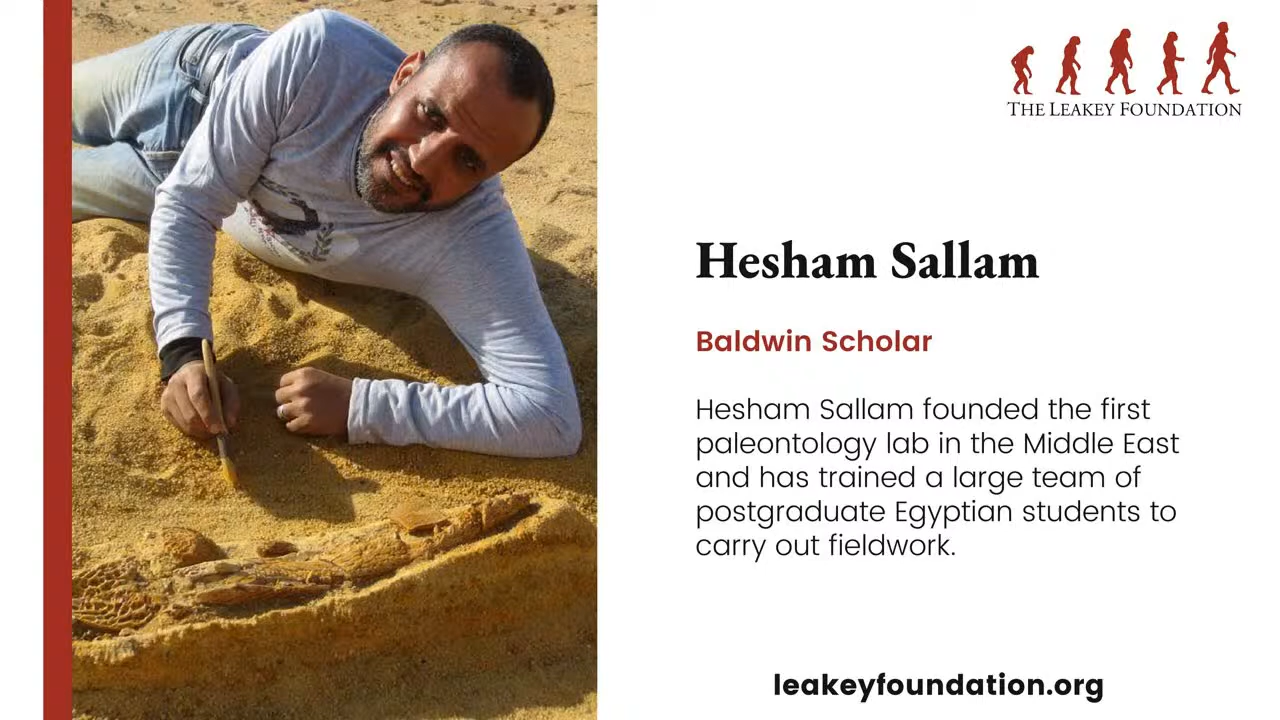 THE LEAKEY FOUNDATION
Hesham Sallam
Baldwin Scholar
Hesham Sallam founded the first
paleontology lab in the Middle East
and has trained a large team of
postgraduate Egyptian students to
carry out fieldwork.
leakeyfoundation.org